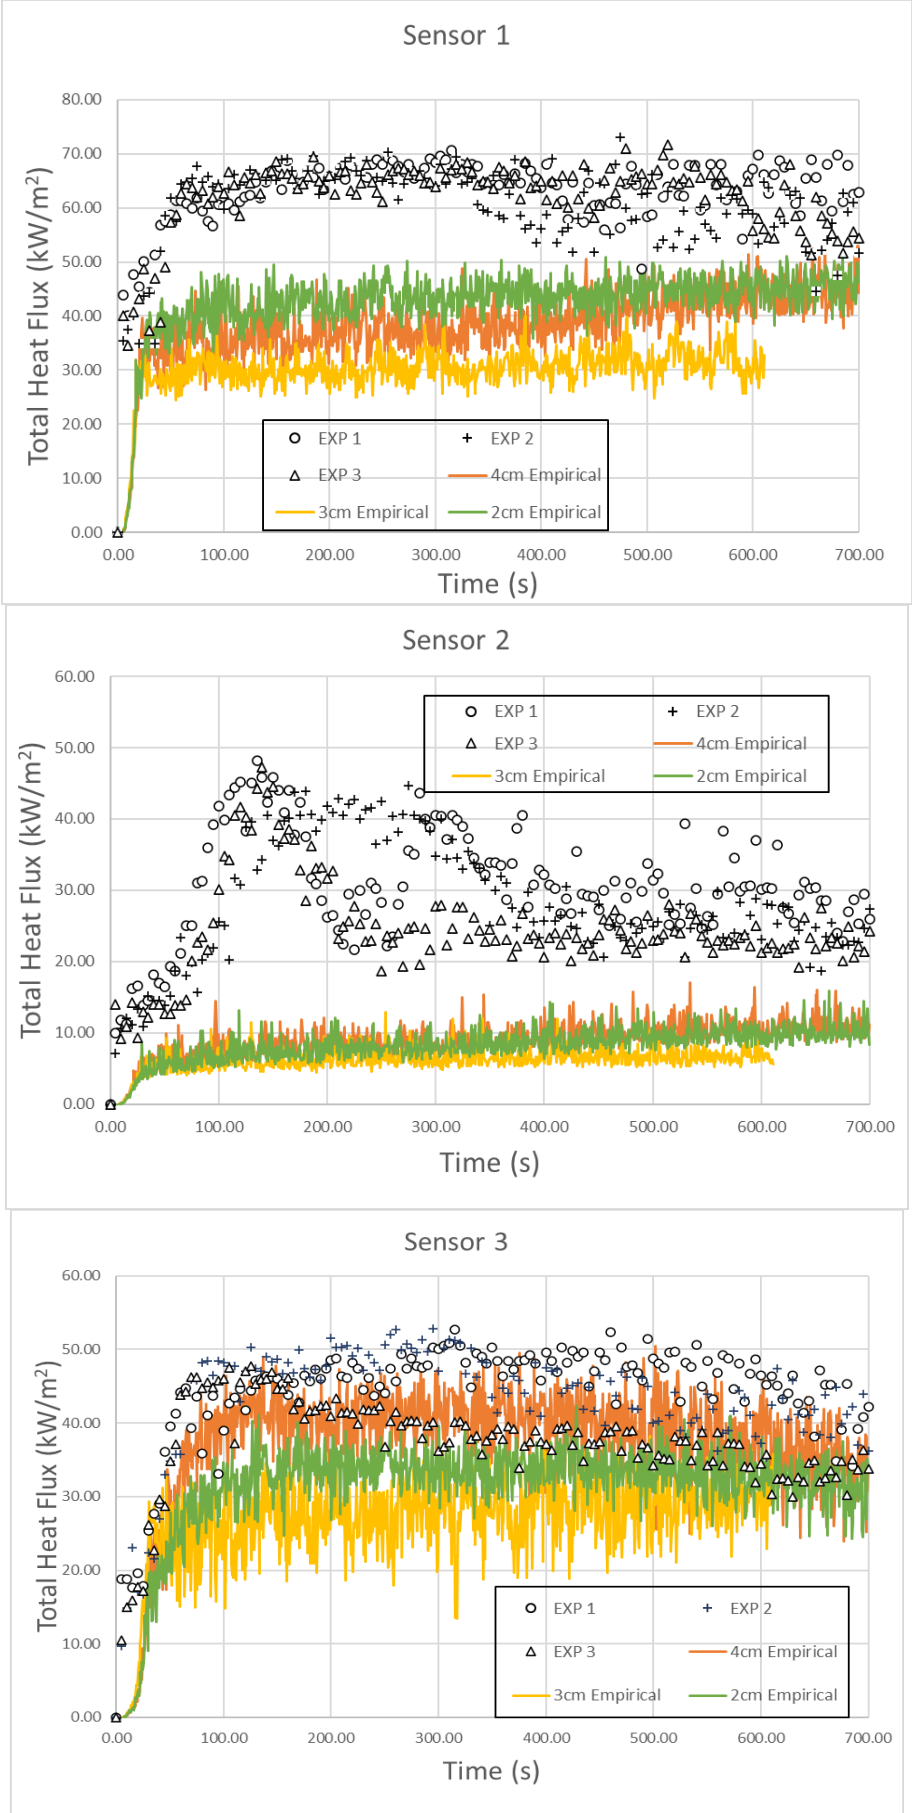 Sensor 1
Total Heat Flux (kW/m²)
80.00
70.00
60.00
50.00
40.00
30.00
20.00
10.00
0.00
EXP 1
EXP 2
EXP 3
4cm Empirical
3cm Empirical
2cm Empirical
0.00 100.00 200.00 300.00 400.00 500.00 600.00 700.00
Time (s)
Sensor 2
Total Heat Flux (kW/m²)
60.00
50.00
40.00
30.00
20.00
10.00
0.00
EXP 1
EXP 2
EXP 3
4cm Empirical
3cm Empirical
2cm Empirical
0.00 100.00 200.00 300.00 400.00 500.00 600.00 700.00
Time (s)
Sensor 3
Total Heat Flux (kW/m²)
60.00
50.00
40.00
30.00
20.00
10.00
0.00
EXP 1
EXP 2
EXP 3
4cm Empirical
3cm Empirical
2cm Empirical
0.00 100.00 200.00 300.00 400.00 500.00 600.00 700.00
Time (s)